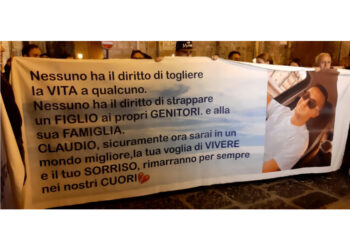 Nessuno ha il diritto di togliere
la VITA a qualcuno.
Nessuno ha il diritto di strappare
un FIGLIO ai propri GENITORI. e alla
sua FAMIGLIA.
CLAUDIO, sicuramente ora sarai in un
mondo migliore,la tua voglia di VIVERE
e il tuo SORRISO, rimarranno per sempre
nei nostri CUORI